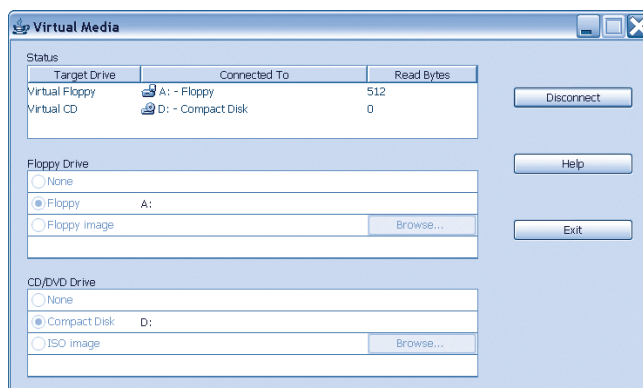 Virtual Media
Status
Target Drive Connected To Read Bytes
Virtual Floppy A: - Floppy 512
Virtual CD D: - Compact Disk 0
Disconnect
Floppy Drive
Help
None
Floppy A:
Floppy image Browse...
Exit
CD/DVD Drive
None
Compact Disk D:
ISO image Browse...